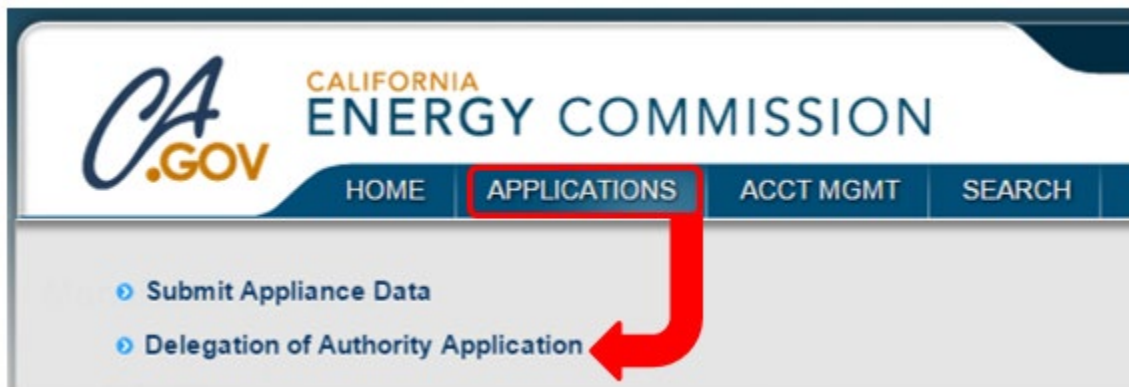 CA
.GOV
CALIFORNIA
ENERGY COMMISSION
HOME APPLICATIONS ACCT MGMT SEARCH
Submit Appliance Data
Delegation of Authority Application